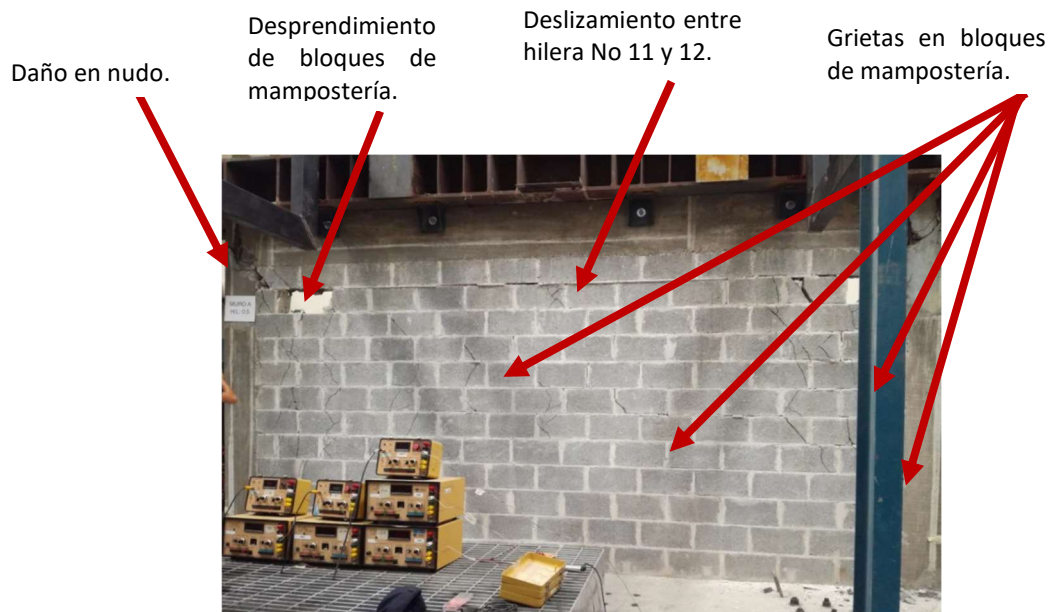 Daño en nudo.
Desprendimiento
de bloques de
mampostería.
Deslizamiento entre
hilera No 11 y 12.
Grietas en bloques
de mampostería.
MURO A